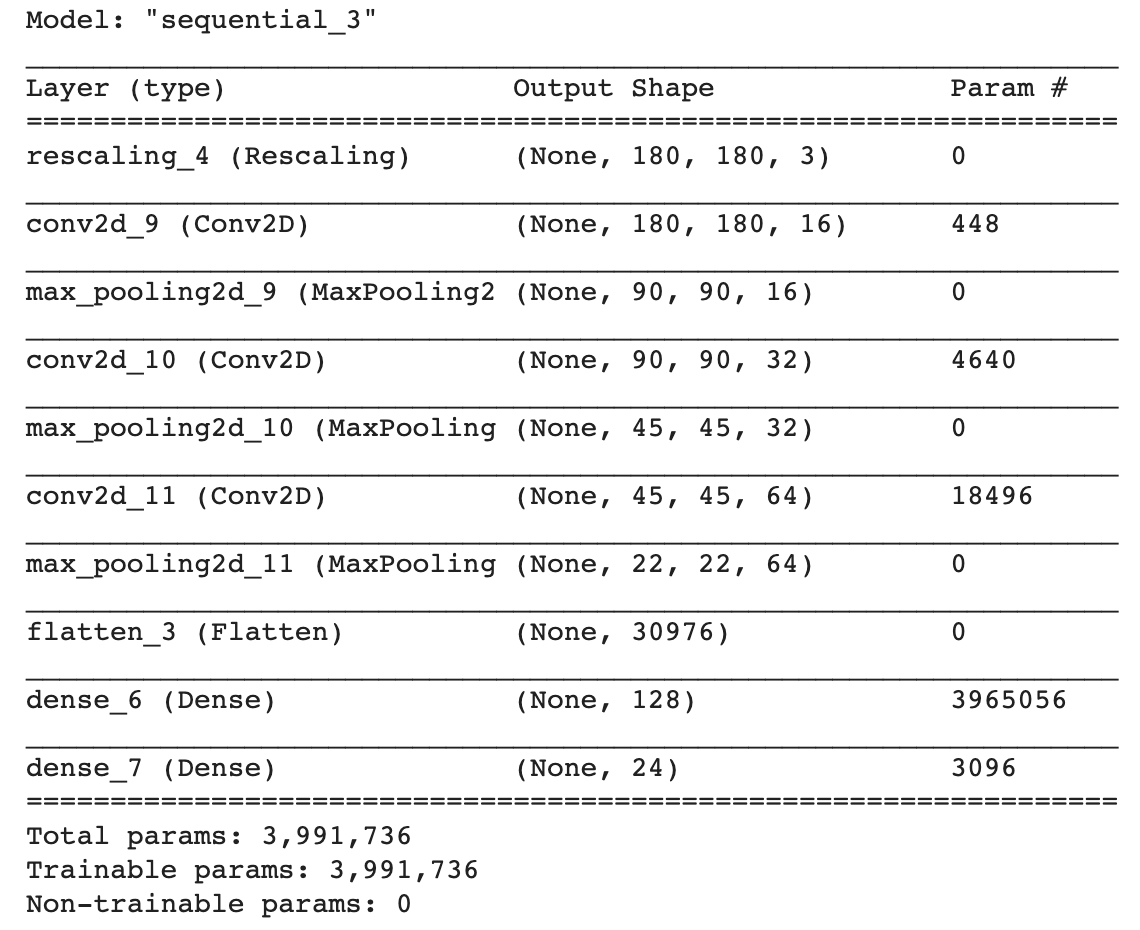 Model: "sequential_3"
Layer (type) Output Shape Param #
rescaling_4 (Rescaling) (None, 180, 180, 3) 0
conv2d_9 (Conv2D) (None, 180, 180, 16) 448
max_pooling2d_9 (MaxPooling2 (None, 90, 90, 16) 0
conv2d_10 (Conv2D) (None, 90, 90, 32) 4640
max_pooling2d_10 (MaxPooling (None, 45, 45, 32) 0
conv2d_11 (Conv2D) (None, 45, 45, 64) 18496
max_pooling2d_11 (MaxPooling (None, 22, 22, 64) 0
flatten_3 (Flatten) (None, 30976) 0
dense_6 (Dense) (None, 128) 3965056
dense_7 (Dense) (None, 24) 3096
Total params: 3,991,736
Trainable params: 3,991,736
Non-trainable params: 0